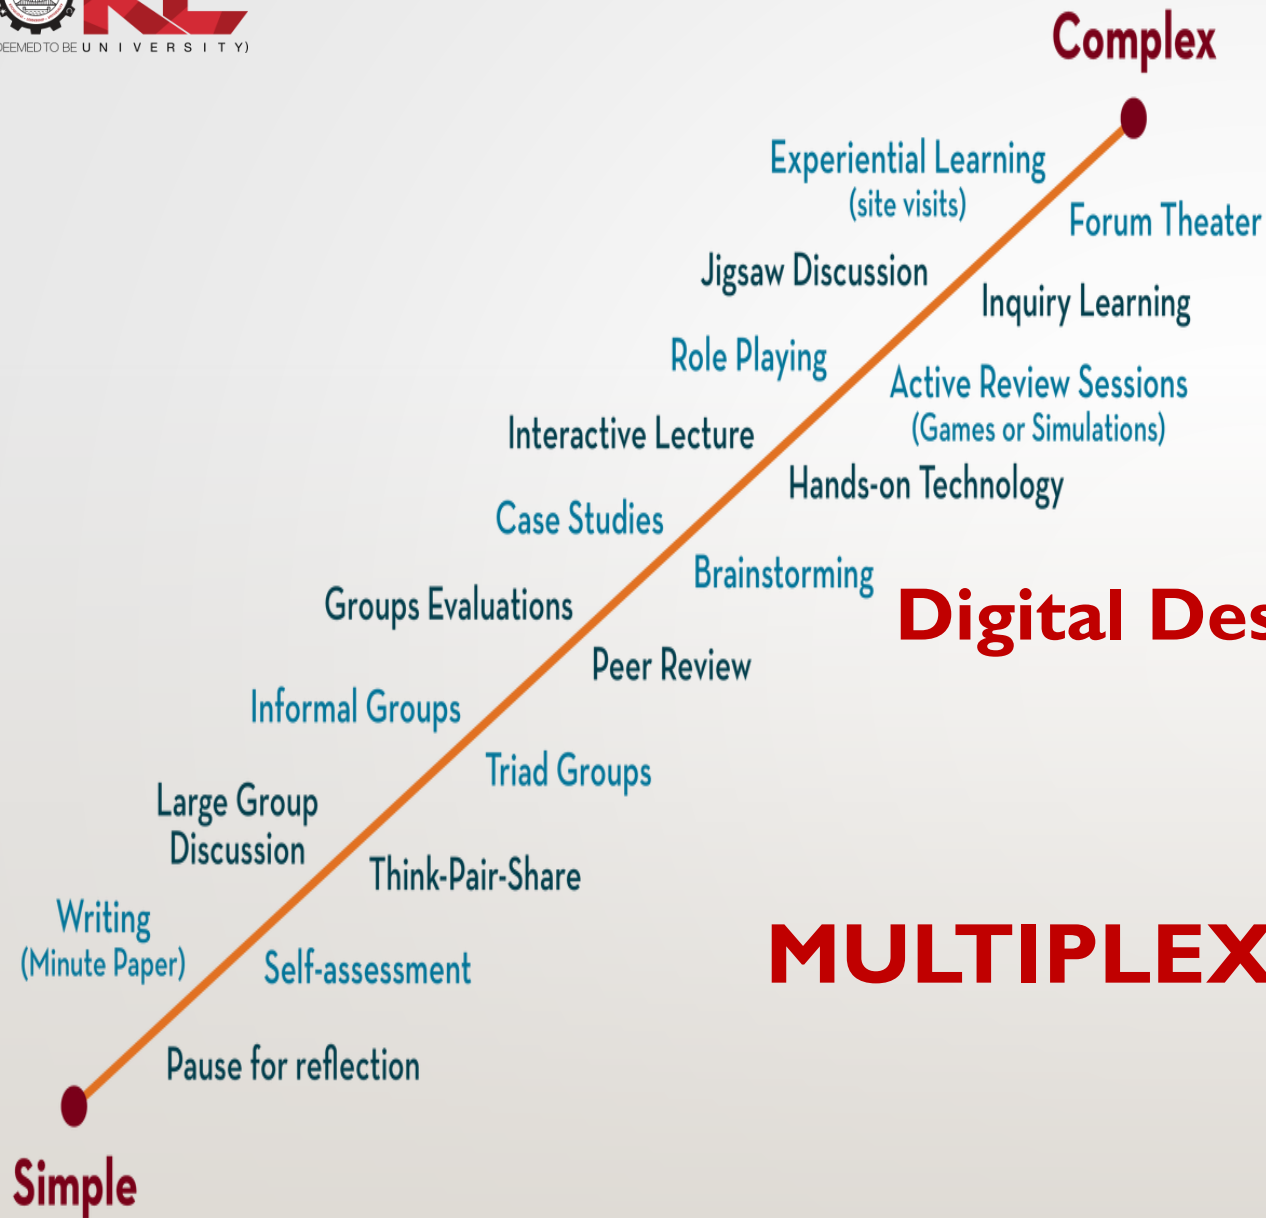 KL
DEEMED TO BE UNIVERSITY)
Complex
Experiential Learning
(site visits)
Forum Theater
Jigsaw Discussion
Inquiry Learning
Role Playing
Active Review Sessions
(Games or Simulations)
Interactive Lecture
Hands-on Technology
Case Studies
Brainstorming
Groups Evaluations
Digital Des
Peer Review
Informal Groups
Triad Groups
Large Group
Discussion
Think-Pair-Share
Writing
(Minute Paper)
MULTIPLEX
Self-assessment
Pause for reflection
Simple